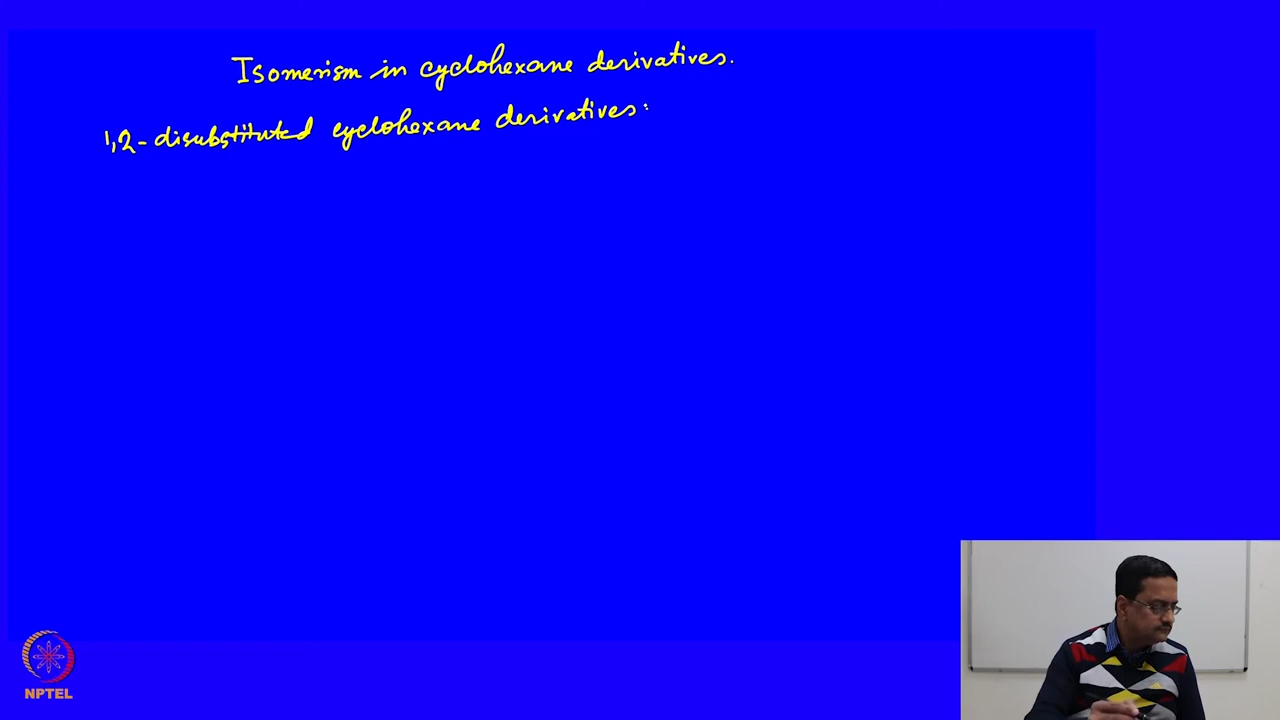 Isomerism in cyclohexane derivatives.
1,2-disubstituted cyclohexane derivatives:
NPTEL